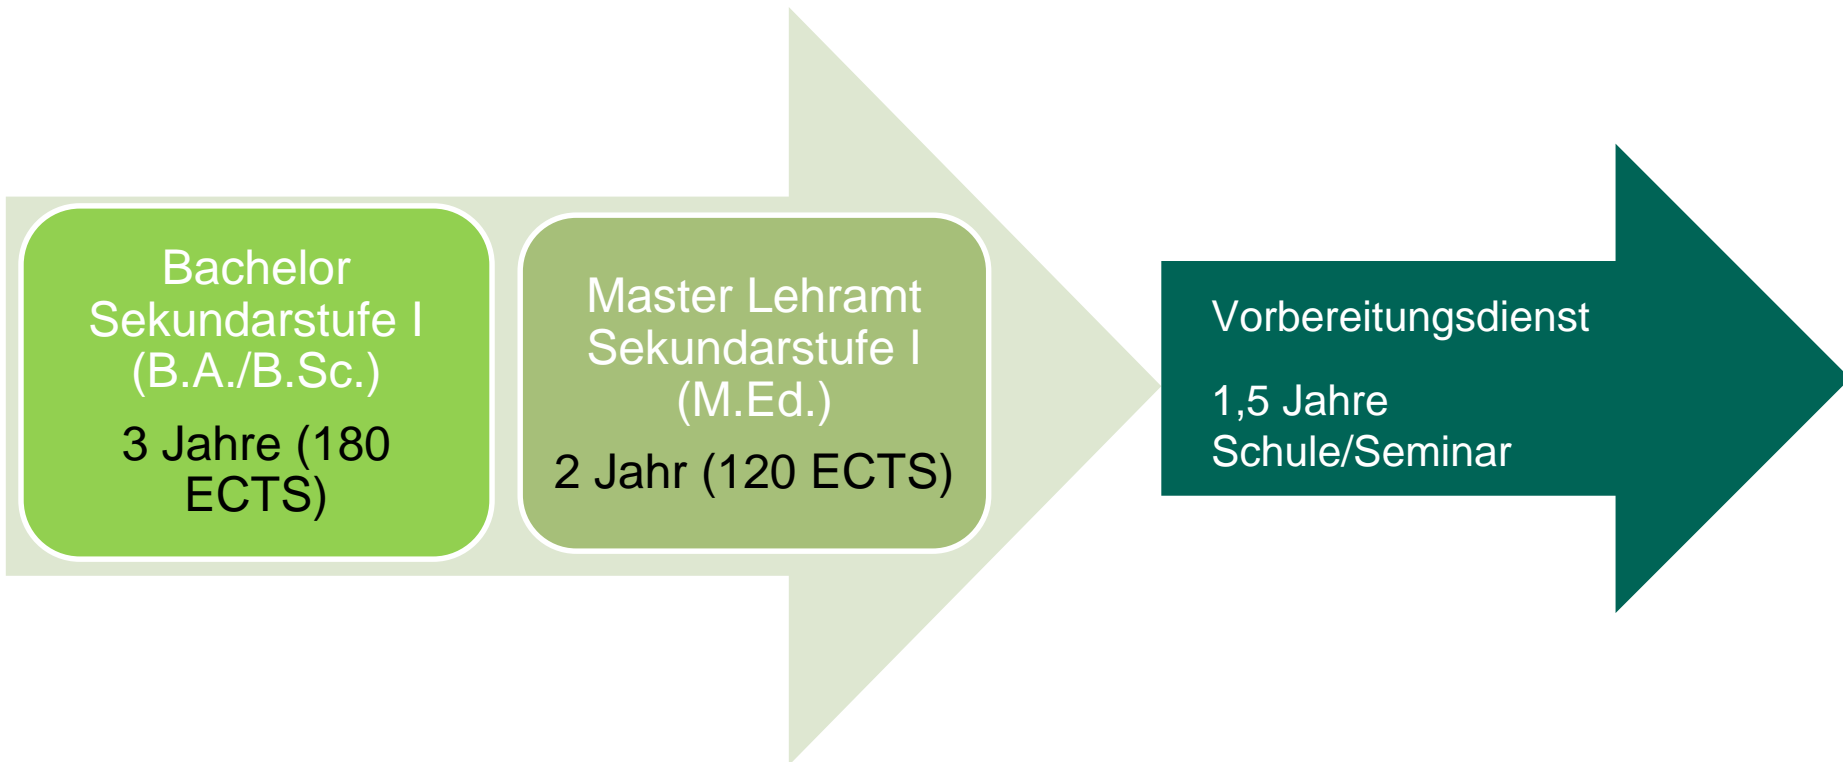 Bachelor
Sekundarstufe I
(B.A./B.Sc.)
3 Jahre (180
ECTS)
Master Lehramt
Sekundarstufe I
(M.Ed.)
2 Jahr (120 ECTS)
Vorbereitungsdienst
1,5 Jahre
Schule/Seminar